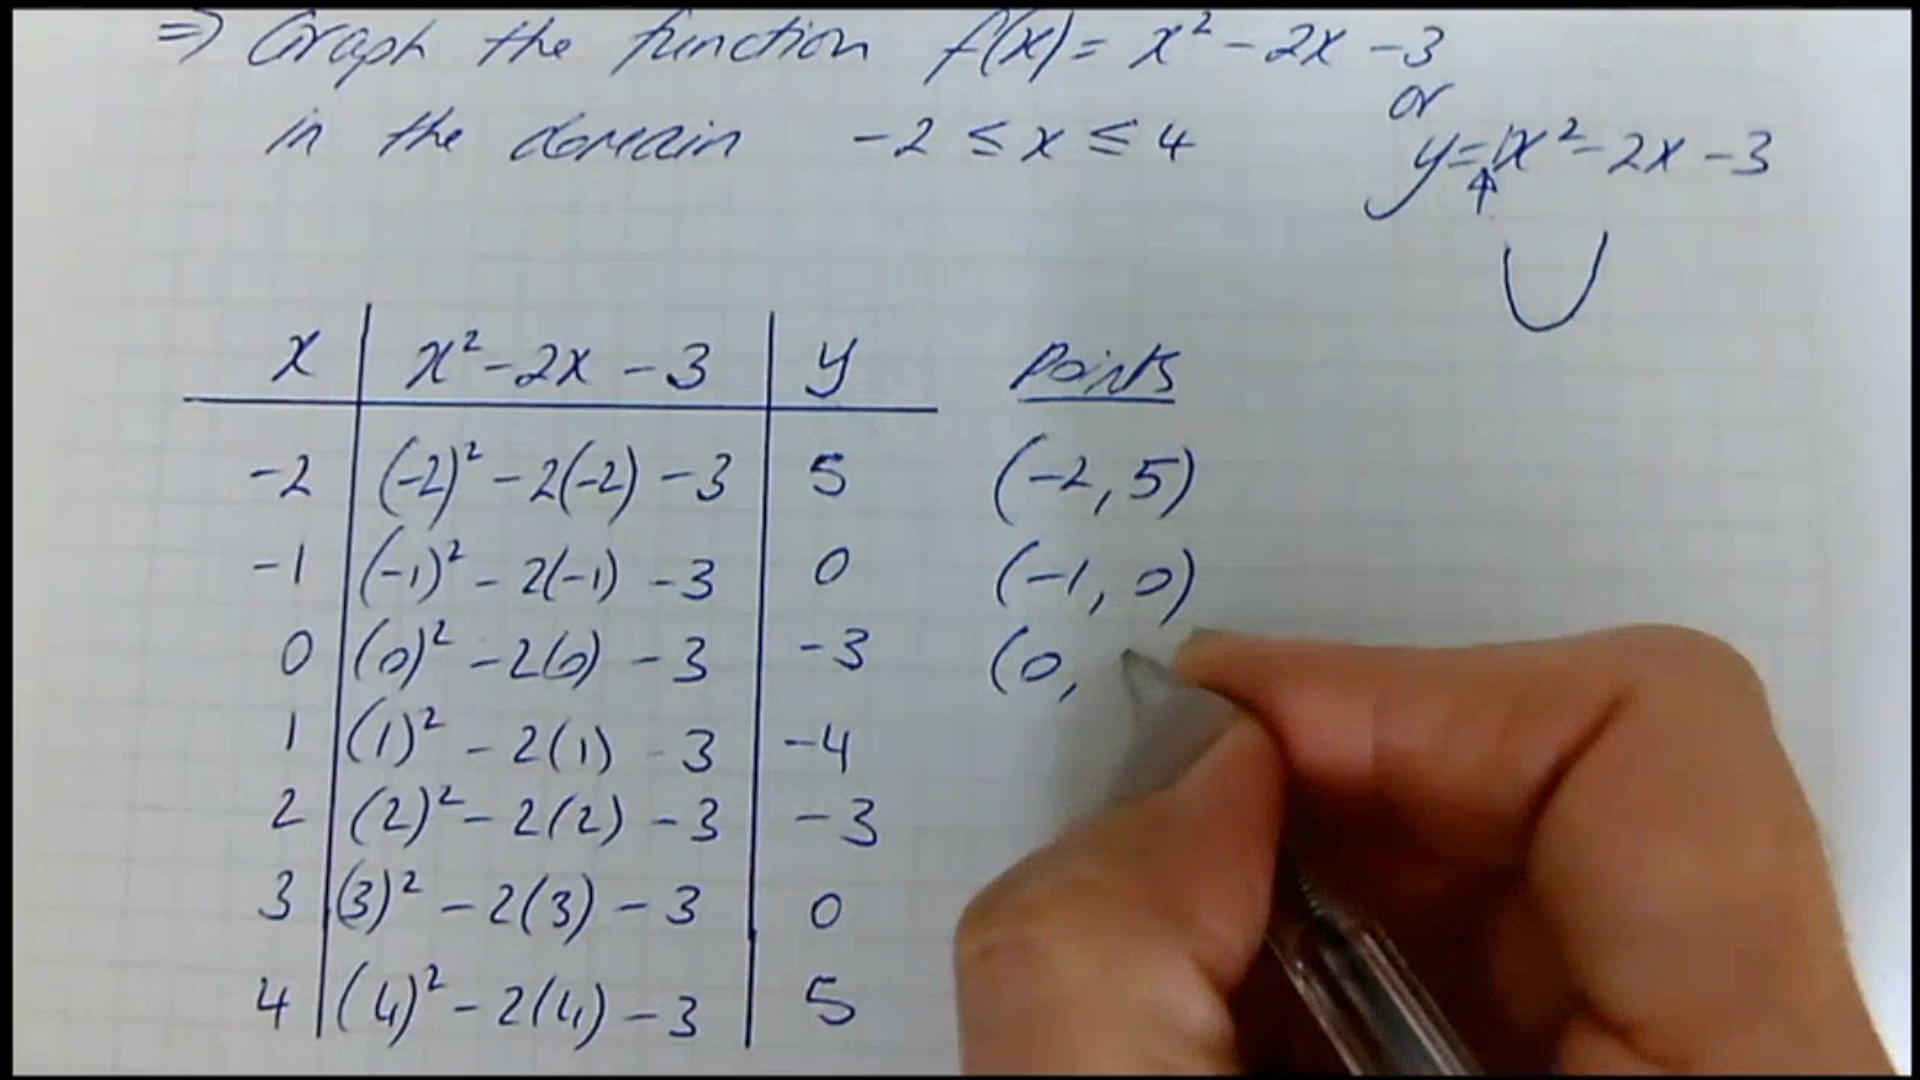 ⇒ Graph the function f(x) = x² - 2x - 3
or
in the domain -2 ≤ x ≤ 4 y = 1x² - 2x - 3
x x² - 2x - 3 y Points
-2 (-2)² - 2(-2) - 3 5 (-2, 5)
-1 (-1)² - 2(-1) - 3 0 (-1, 0)
0 (0)² - 2(0) - 3 -3 (0,
1 (1)² - 2(1) - 3 -4
2 (2)² - 2(2) - 3 -3
3 (3)² - 2(3) - 3 0
4 (4)² - 2(4) - 3 5